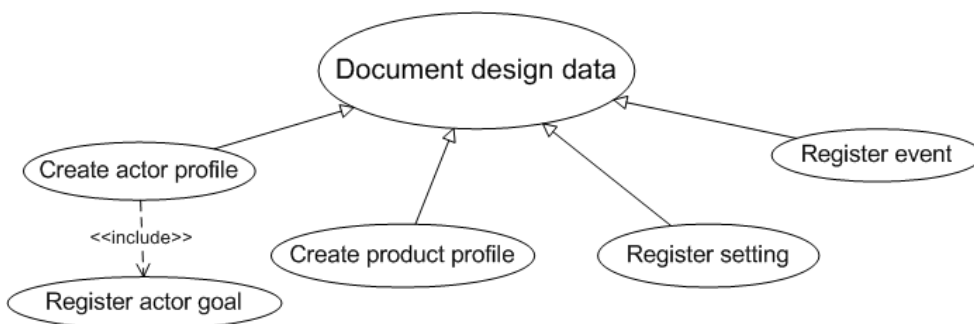 Document design data
Create actor profile
Register event
<<include>>
Create product profile
Register setting
Register actor goal